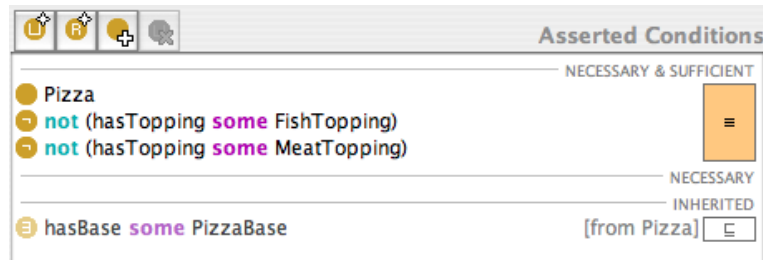 Asserted Conditions
NECESSARY & SUFFICIENT
Pizza
¬ not (hasTopping some FishTopping)
¬ not (hasTopping some MeatTopping)
≡
NECESSARY
INHERITED
∃ hasBase some PizzaBase [from Pizza] ⊑